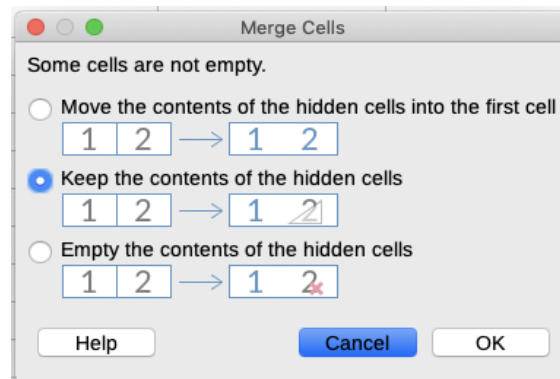 Merge Cells
Some cells are not empty.
Move the contents of the hidden cells into the first cell
1 2 1 2
Keep the contents of the hidden cells
1 2 1 2
Empty the contents of the hidden cells
1 2 1 2
Help Cancel OK